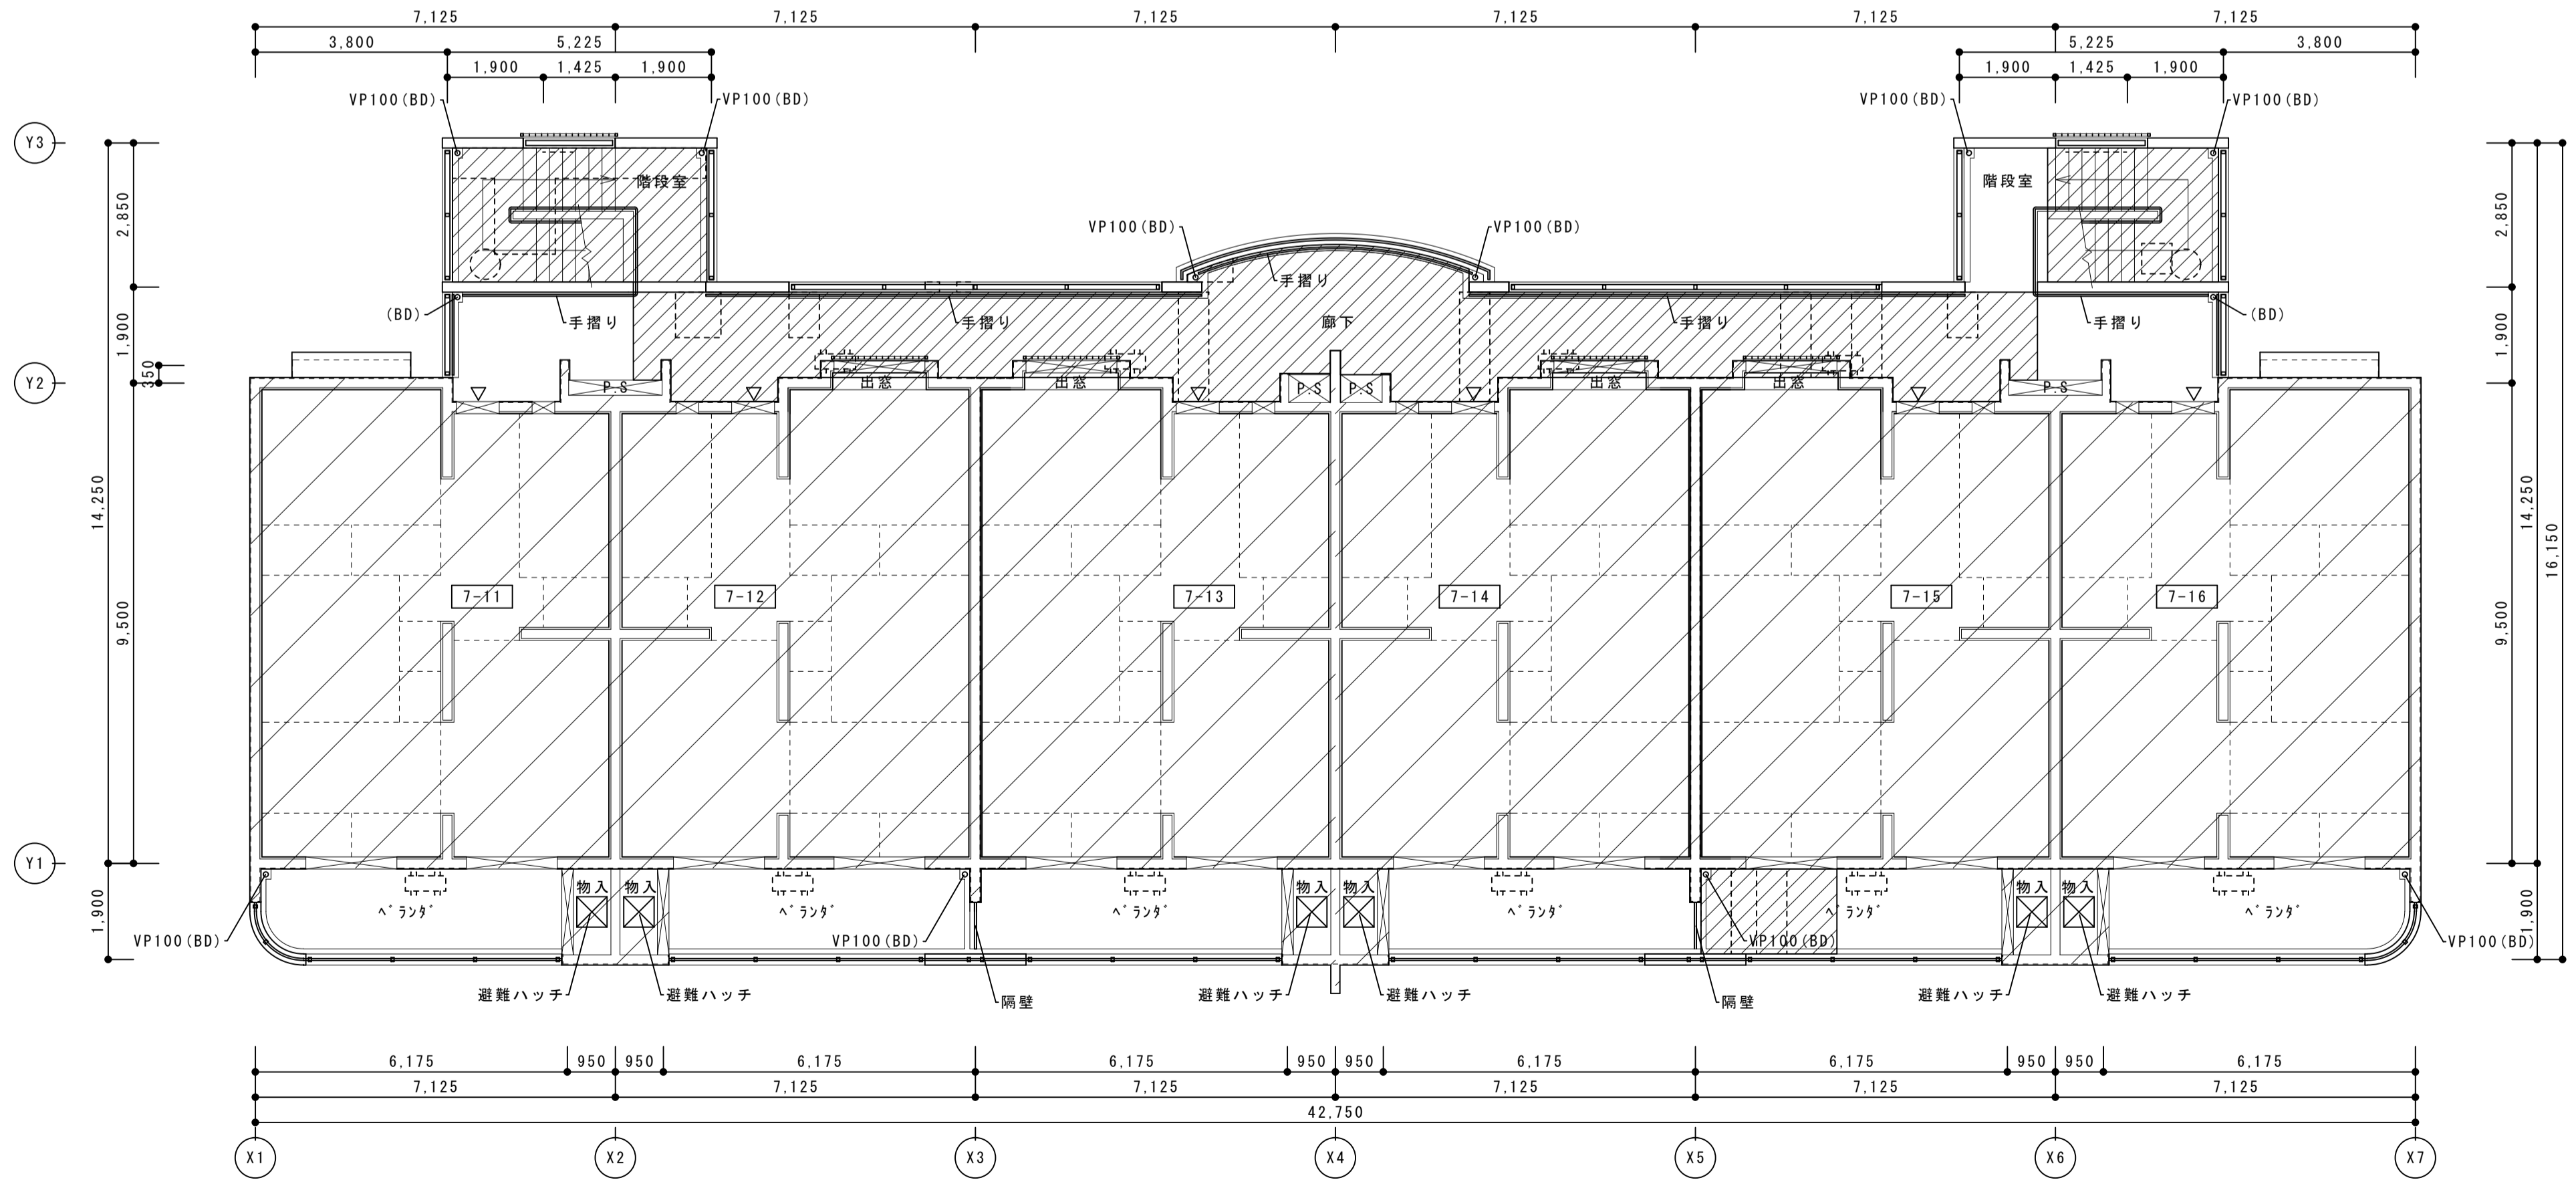 7,125 7,125 7,125 7,125 7,125 7,125
3,800 5,225 5,225 3,800
1,900 1,425 1,900 1,900 1,425 1,900
VP100(BD) VP100(BD) VP100(BD) VP100(BD)
Y3
階段室 階段室
2,850 2,850
VP100(BD) VP100(BD)
手摺り
(BD) 手摺り 手摺り 廊下 手摺り 手摺り (BD)
1,900 1,900
350
Y2
P.S 出窓 出窓 P.S P.S 出窓 出窓 P.S
14,250 14,250
16,150
7-11 7-12 7-13 7-14 7-15 7-16
9,500 9,500
Y1
物入 物入 物入 物入 物入 物入
ベランダ ベランダ ベランダ ベランダ ベランダ ベランダ
1,900 1,900
VP100(BD) VP100(BD) VP100(BD) VP100(BD)
避難ハッチ 避難ハッチ 隔壁 避難ハッチ 避難ハッチ 隔壁 避難ハッチ 避難ハッチ
6,175 950 950 6,175 6,175 950 950 6,175 6,175 950 950 6,175
7,125 7,125 7,125 7,125 7,125 7,125
42,750
X1 X2 X3 X4 X5 X6 X7